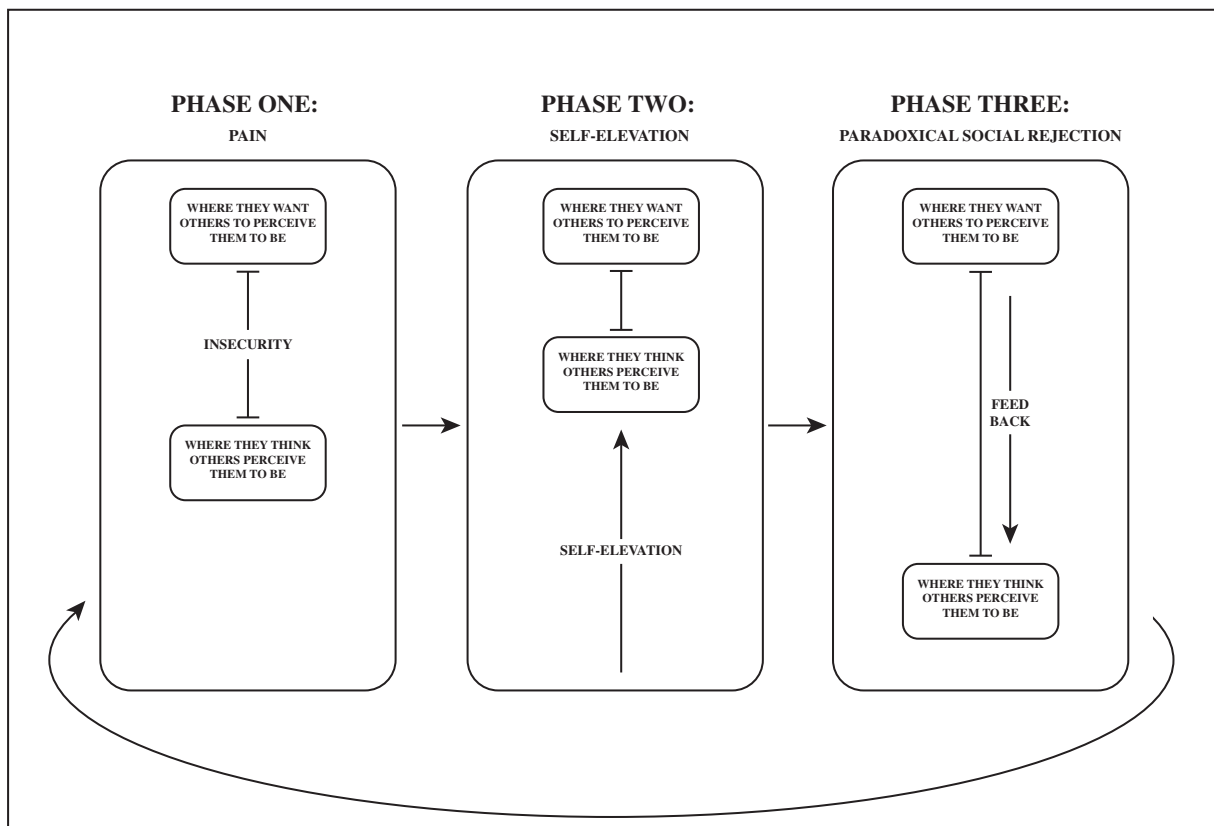 PHASE ONE:
PAIN
WHERE THEY WANT
OTHERS TO PERCEIVE
THEM TO BE
INSECURITY
WHERE THEY THINK
OTHERS PERCEIVE
THEM TO BE
PHASE TWO:
SELF-ELEVATION
WHERE THEY WANT
OTHERS TO PERCEIVE
THEM TO BE
WHERE THEY THINK
OTHERS PERCEIVE
THEM TO BE
SELF-ELEVATION
PHASE THREE:
PARADOXICAL SOCIAL REJECTION
WHERE THEY WANT
OTHERS TO PERCEIVE
THEM TO BE
FEED
BACK
WHERE THEY THINK
OTHERS PERCEIVE
THEM TO BE